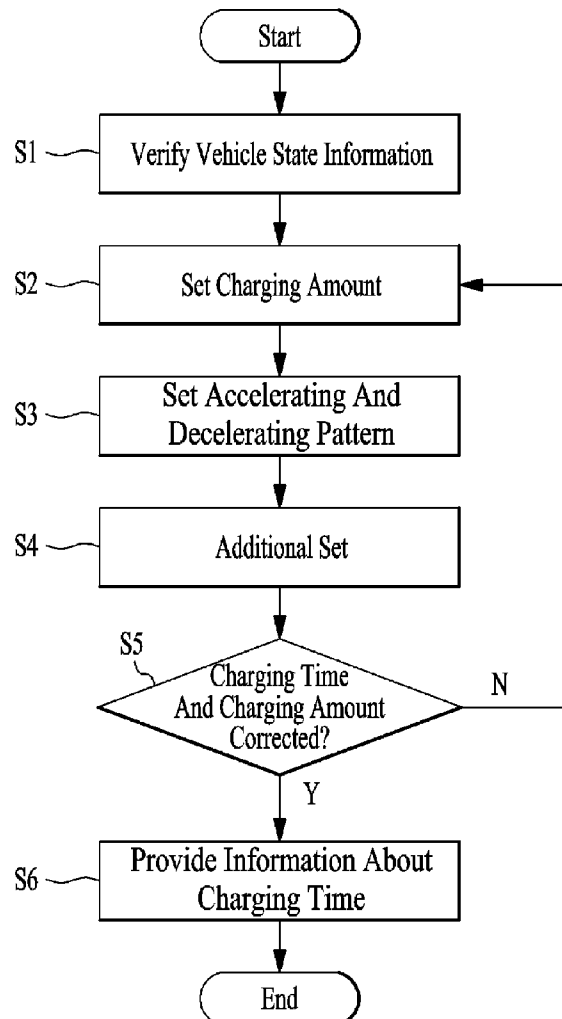 Start
S1
Verify Vehicle State Information
S2
Set Charging Amount
S3
Set Accelerating And
Decelerating Pattern
S4
Additional Set
S5
Charging Time
And Charging Amount
Corrected?
N
Y
S6
Provide Information About
Charging Time
End